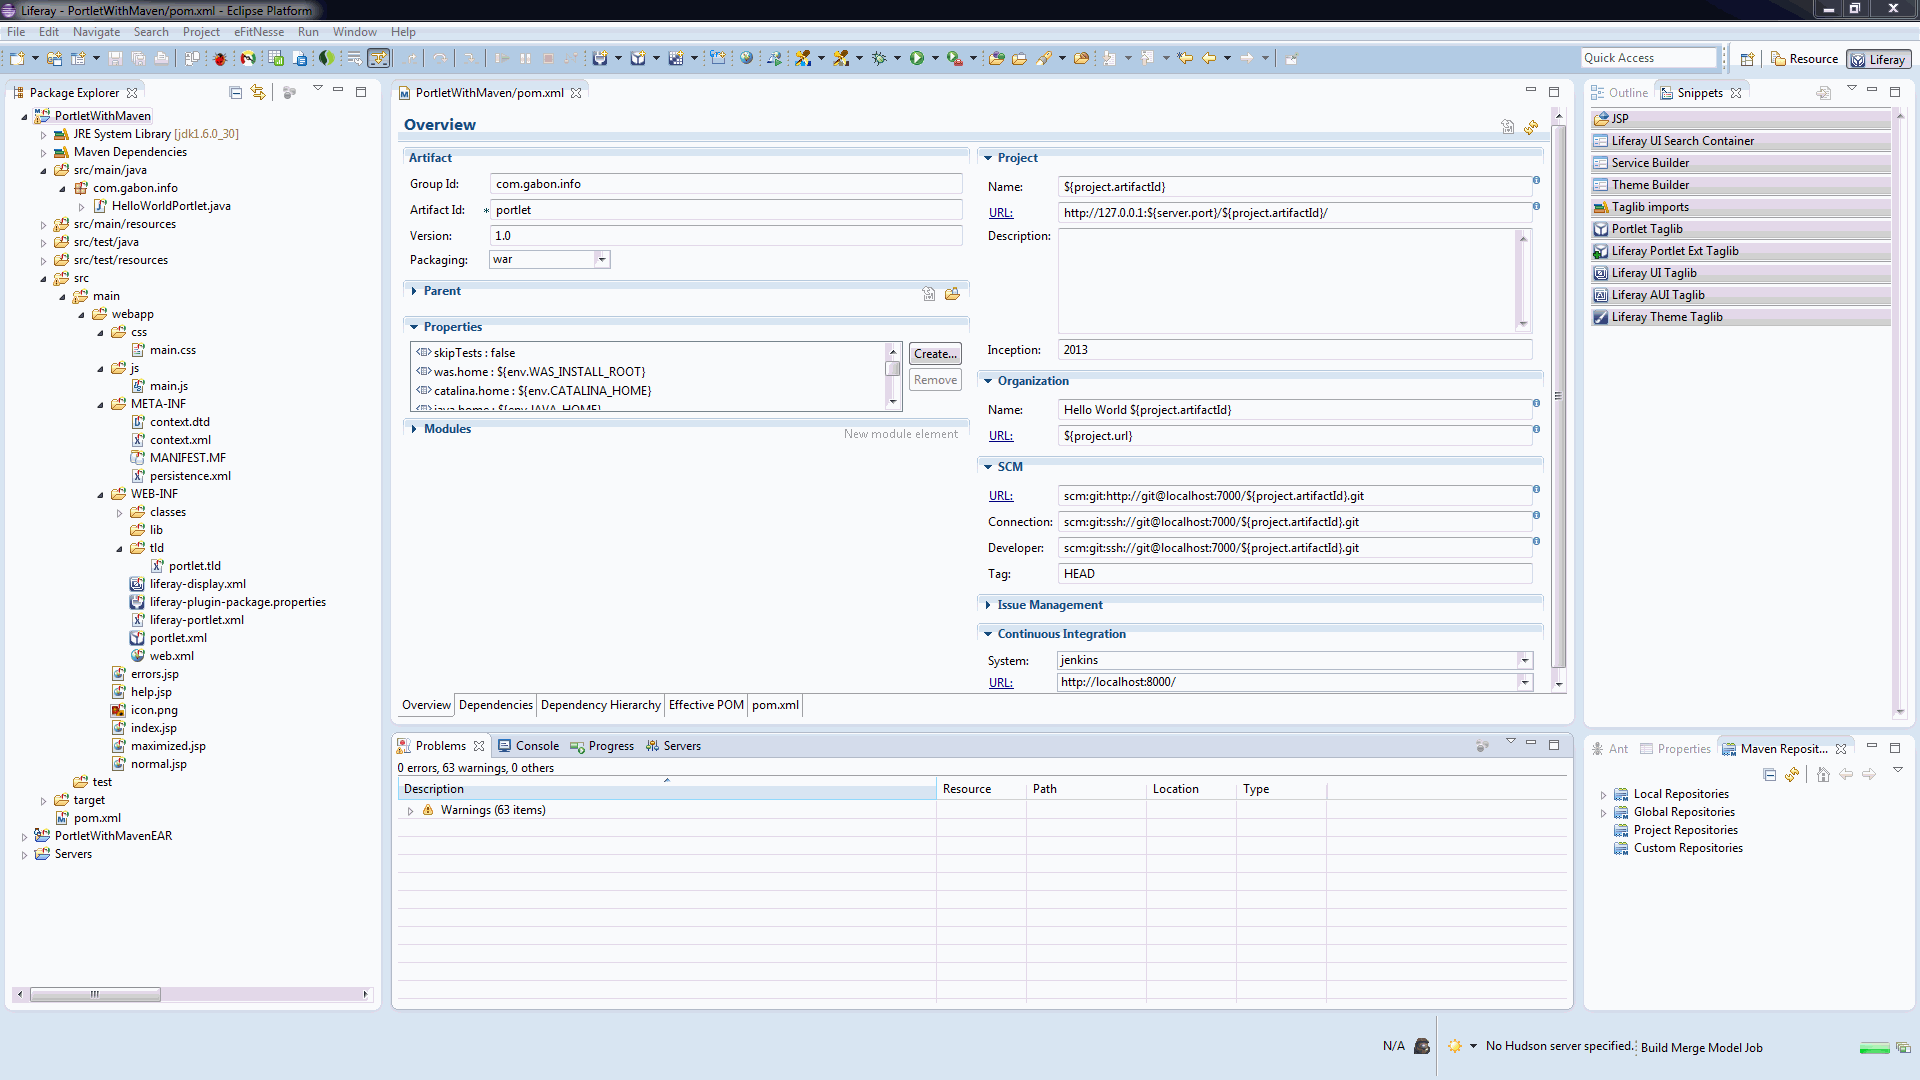 Liferay - PortletWithMaven/pom.xml - Eclipse Platform
File Edit Navigate Search Project eFitNesse Run Window Help
Quick Access
Resource
Liferay
Package Explorer
PortletWithMaven
JRE System Library [jdk1.6.0_30]
Maven Dependencies
src/main/java
com.gabon.info
HelloWorldPortlet.java
src/main/resources
src/test/java
src/test/resources
src
main
webapp
css
main.css
js
main.js
META-INF
context.dtd
context.xml
MANIFEST.MF
persistence.xml
WEB-INF
classes
lib
tld
portlet.tld
liferay-display.xml
liferay-plugin-package.properties
liferay-portlet.xml
portlet.xml
web.xml
errors.jsp
help.jsp
icon.png
index.jsp
maximized.jsp
normal.jsp
test
target
pom.xml
PortletWithMavenEAR
Servers
PortletWithMaven/pom.xml
Overview
Artifact
Group Id: com.gabon.info
Artifact Id: * portlet
Version: 1.0
Packaging: war
Parent
Properties
skipTests : false
was.home : ${env.WAS_INSTALL_ROOT}
catalina.home : ${env.CATALINA_HOME}
java.home : ${env.JAVA_HOME}
Create...
Remove
Modules
New module element
Project
Name: ${project.artifactId}
URL: http://127.0.0.1:${server.port}/${project.artifactId}/
Description:
Inception: 2013
Organization
Name: Hello World ${project.artifactId}
URL: ${project.url}
SCM
URL: scm:git:http://git@localhost:7000/${project.artifactId}.git
Connection: scm:git:ssh://git@localhost:7000/${project.artifactId}.git
Developer: scm:git:ssh://git@localhost:7000/${project.artifactId}.git
Tag: HEAD
Issue Management
Continuous Integration
System: jenkins
URL: http://localhost:8000/
Overview Dependencies Dependency Hierarchy Effective POM pom.xml
Problems Console Progress Servers
0 errors, 63 warnings, 0 others
Description Resource Path Location Type
Warnings (63 items)
Outline Snippets
JSP
Liferay UI Search Container
Service Builder
Theme Builder
Taglib imports
Portlet Taglib
Liferay Portlet Ext Taglib
Liferay UI Taglib
Liferay AUI Taglib
Liferay Theme Taglib
Ant Properties Maven Reposit...
Local Repositories
Global Repositories
Project Repositories
Custom Repositories
N/A
No Hudson server specified.
Build Merge Model Job